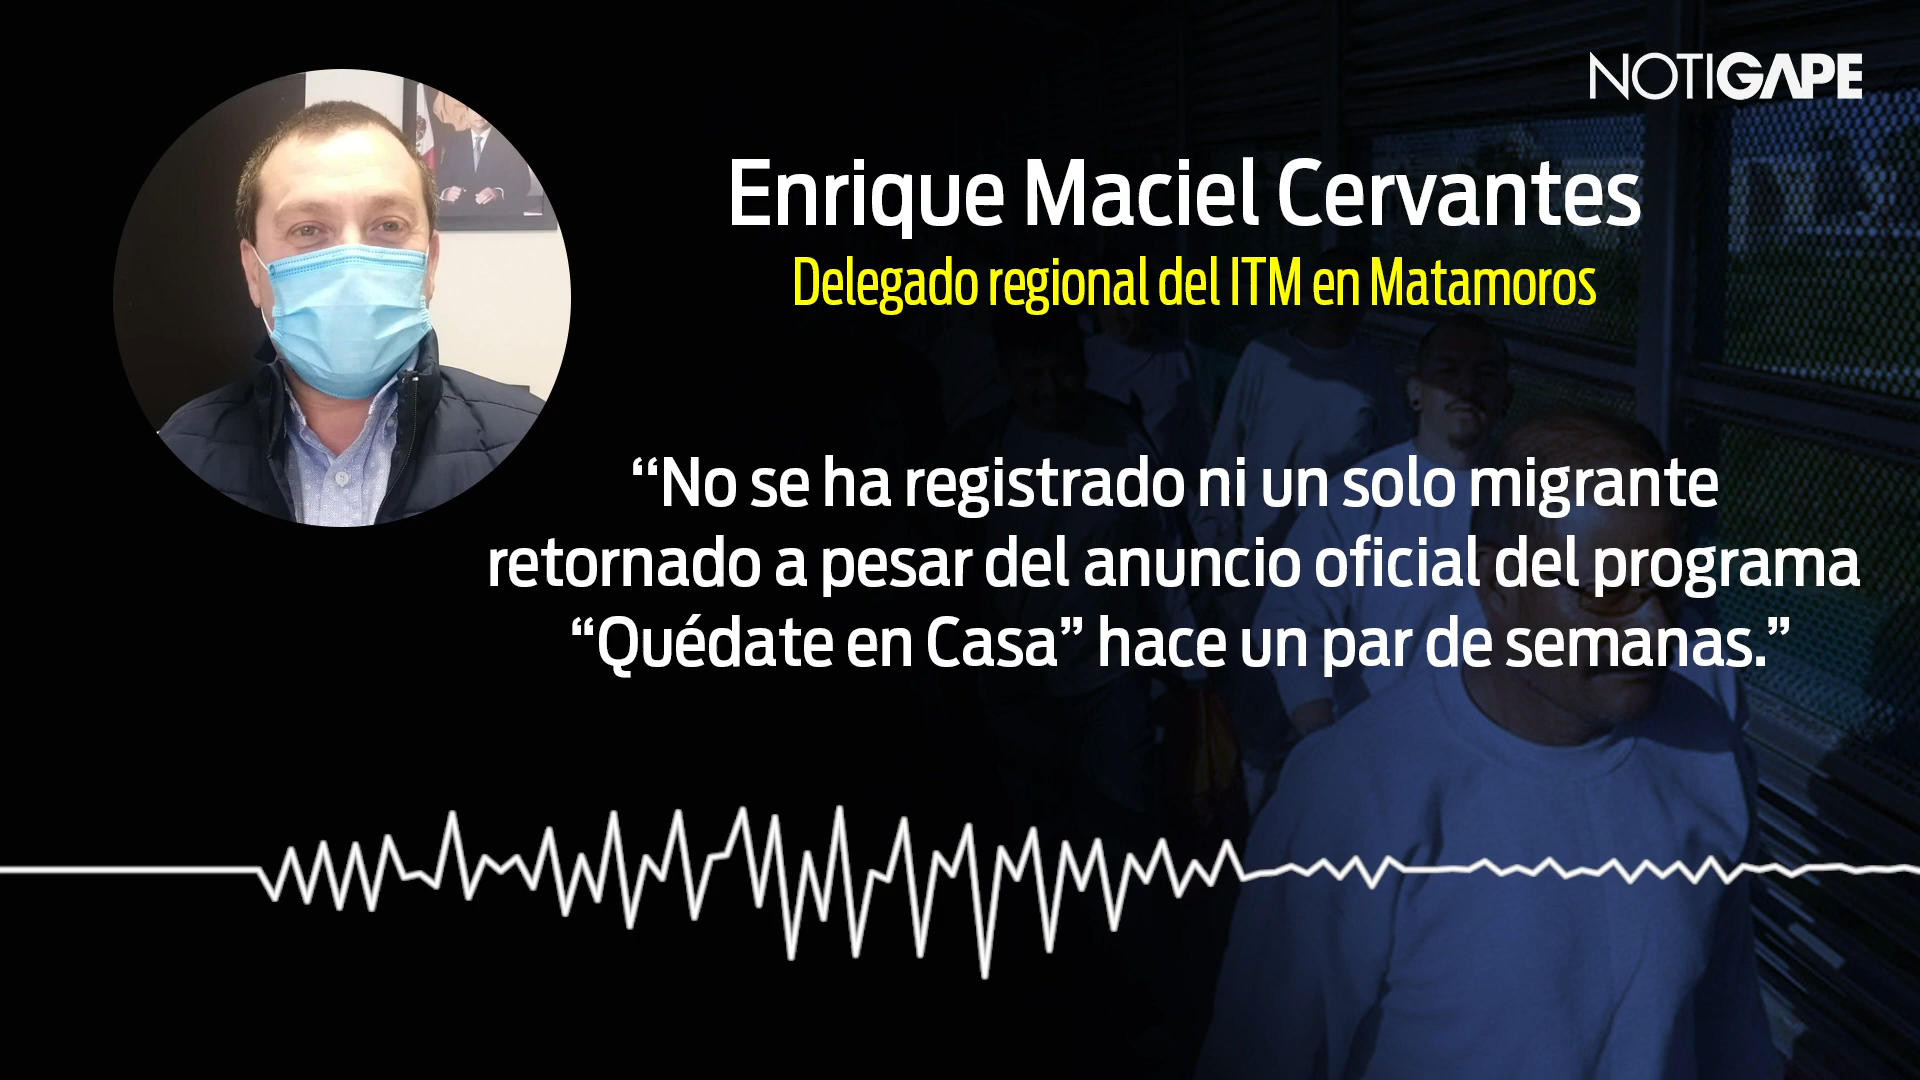 NOTIGAPE
Enrique Maciel Cervantes
Delegado regional del ITM en Matamoros
“No se ha registrado ni un solo migrante
retornado a pesar del anuncio oficial del programa
“Quédate en Casa” hace un par de semanas.”